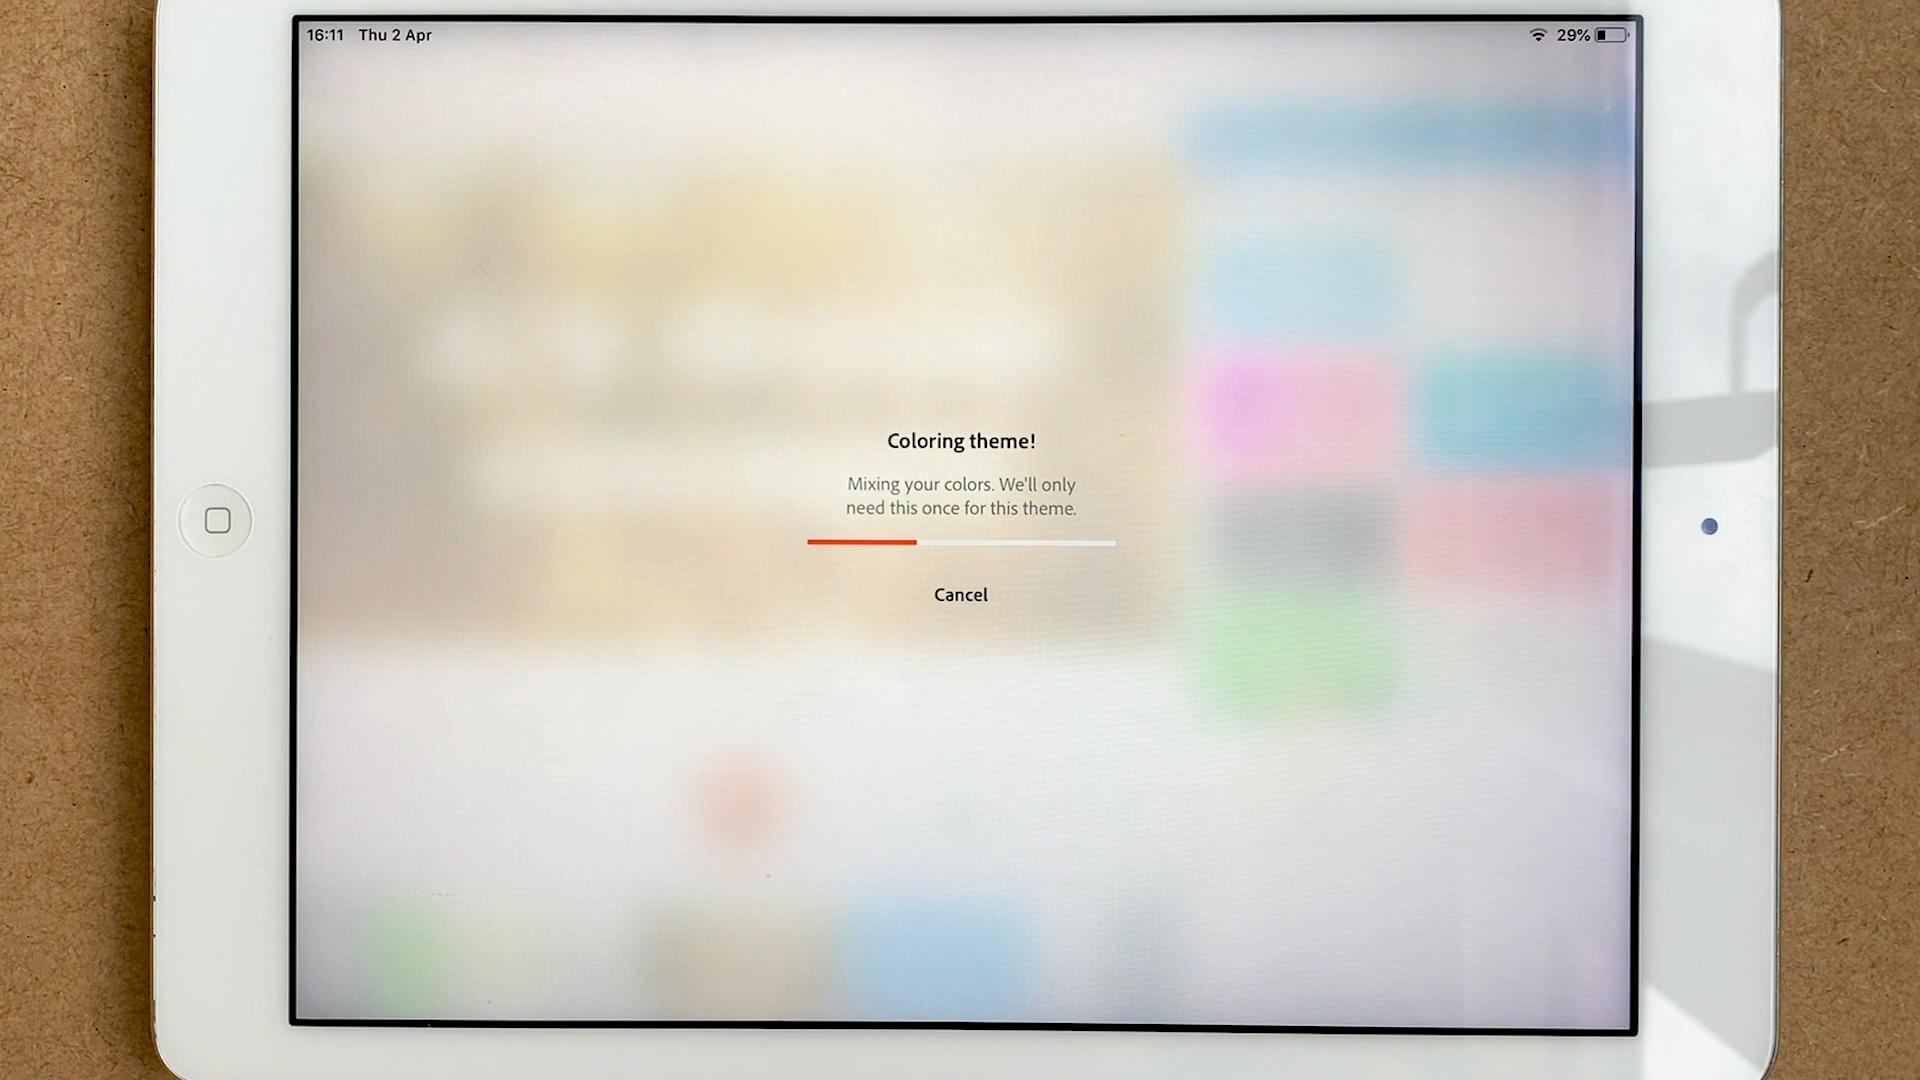 16:11 Thu 2 Apr 29%
Coloring theme!
Mixing your colors. We'll only
need this once for this theme.
Cancel